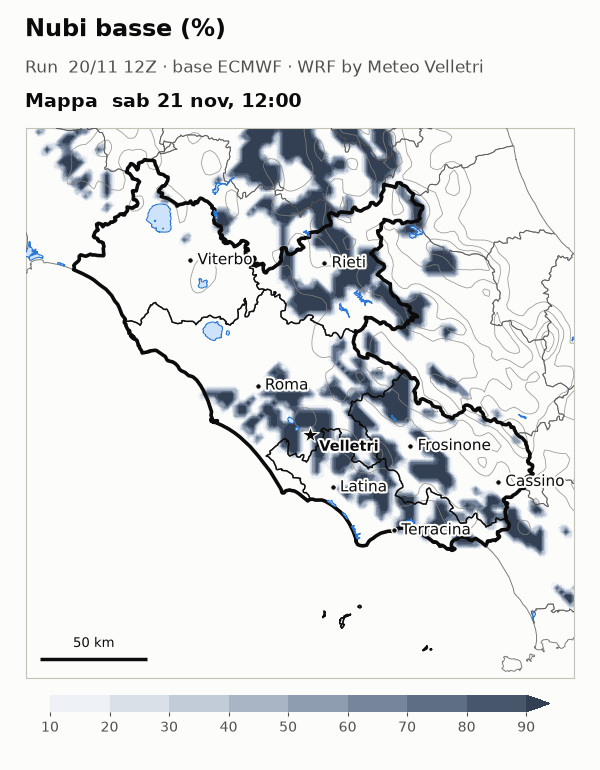 Nubi basse (%)
Run 20/11 12Z · base ECMWF · WRF by Meteo Velletri
Mappa sab 21 nov, 12:00
Viterbo
Rieti
Roma
Velletri
Frosinone
Latina
Cassino
Terracina
50 km
10 20 30 40 50 60 70 80 90